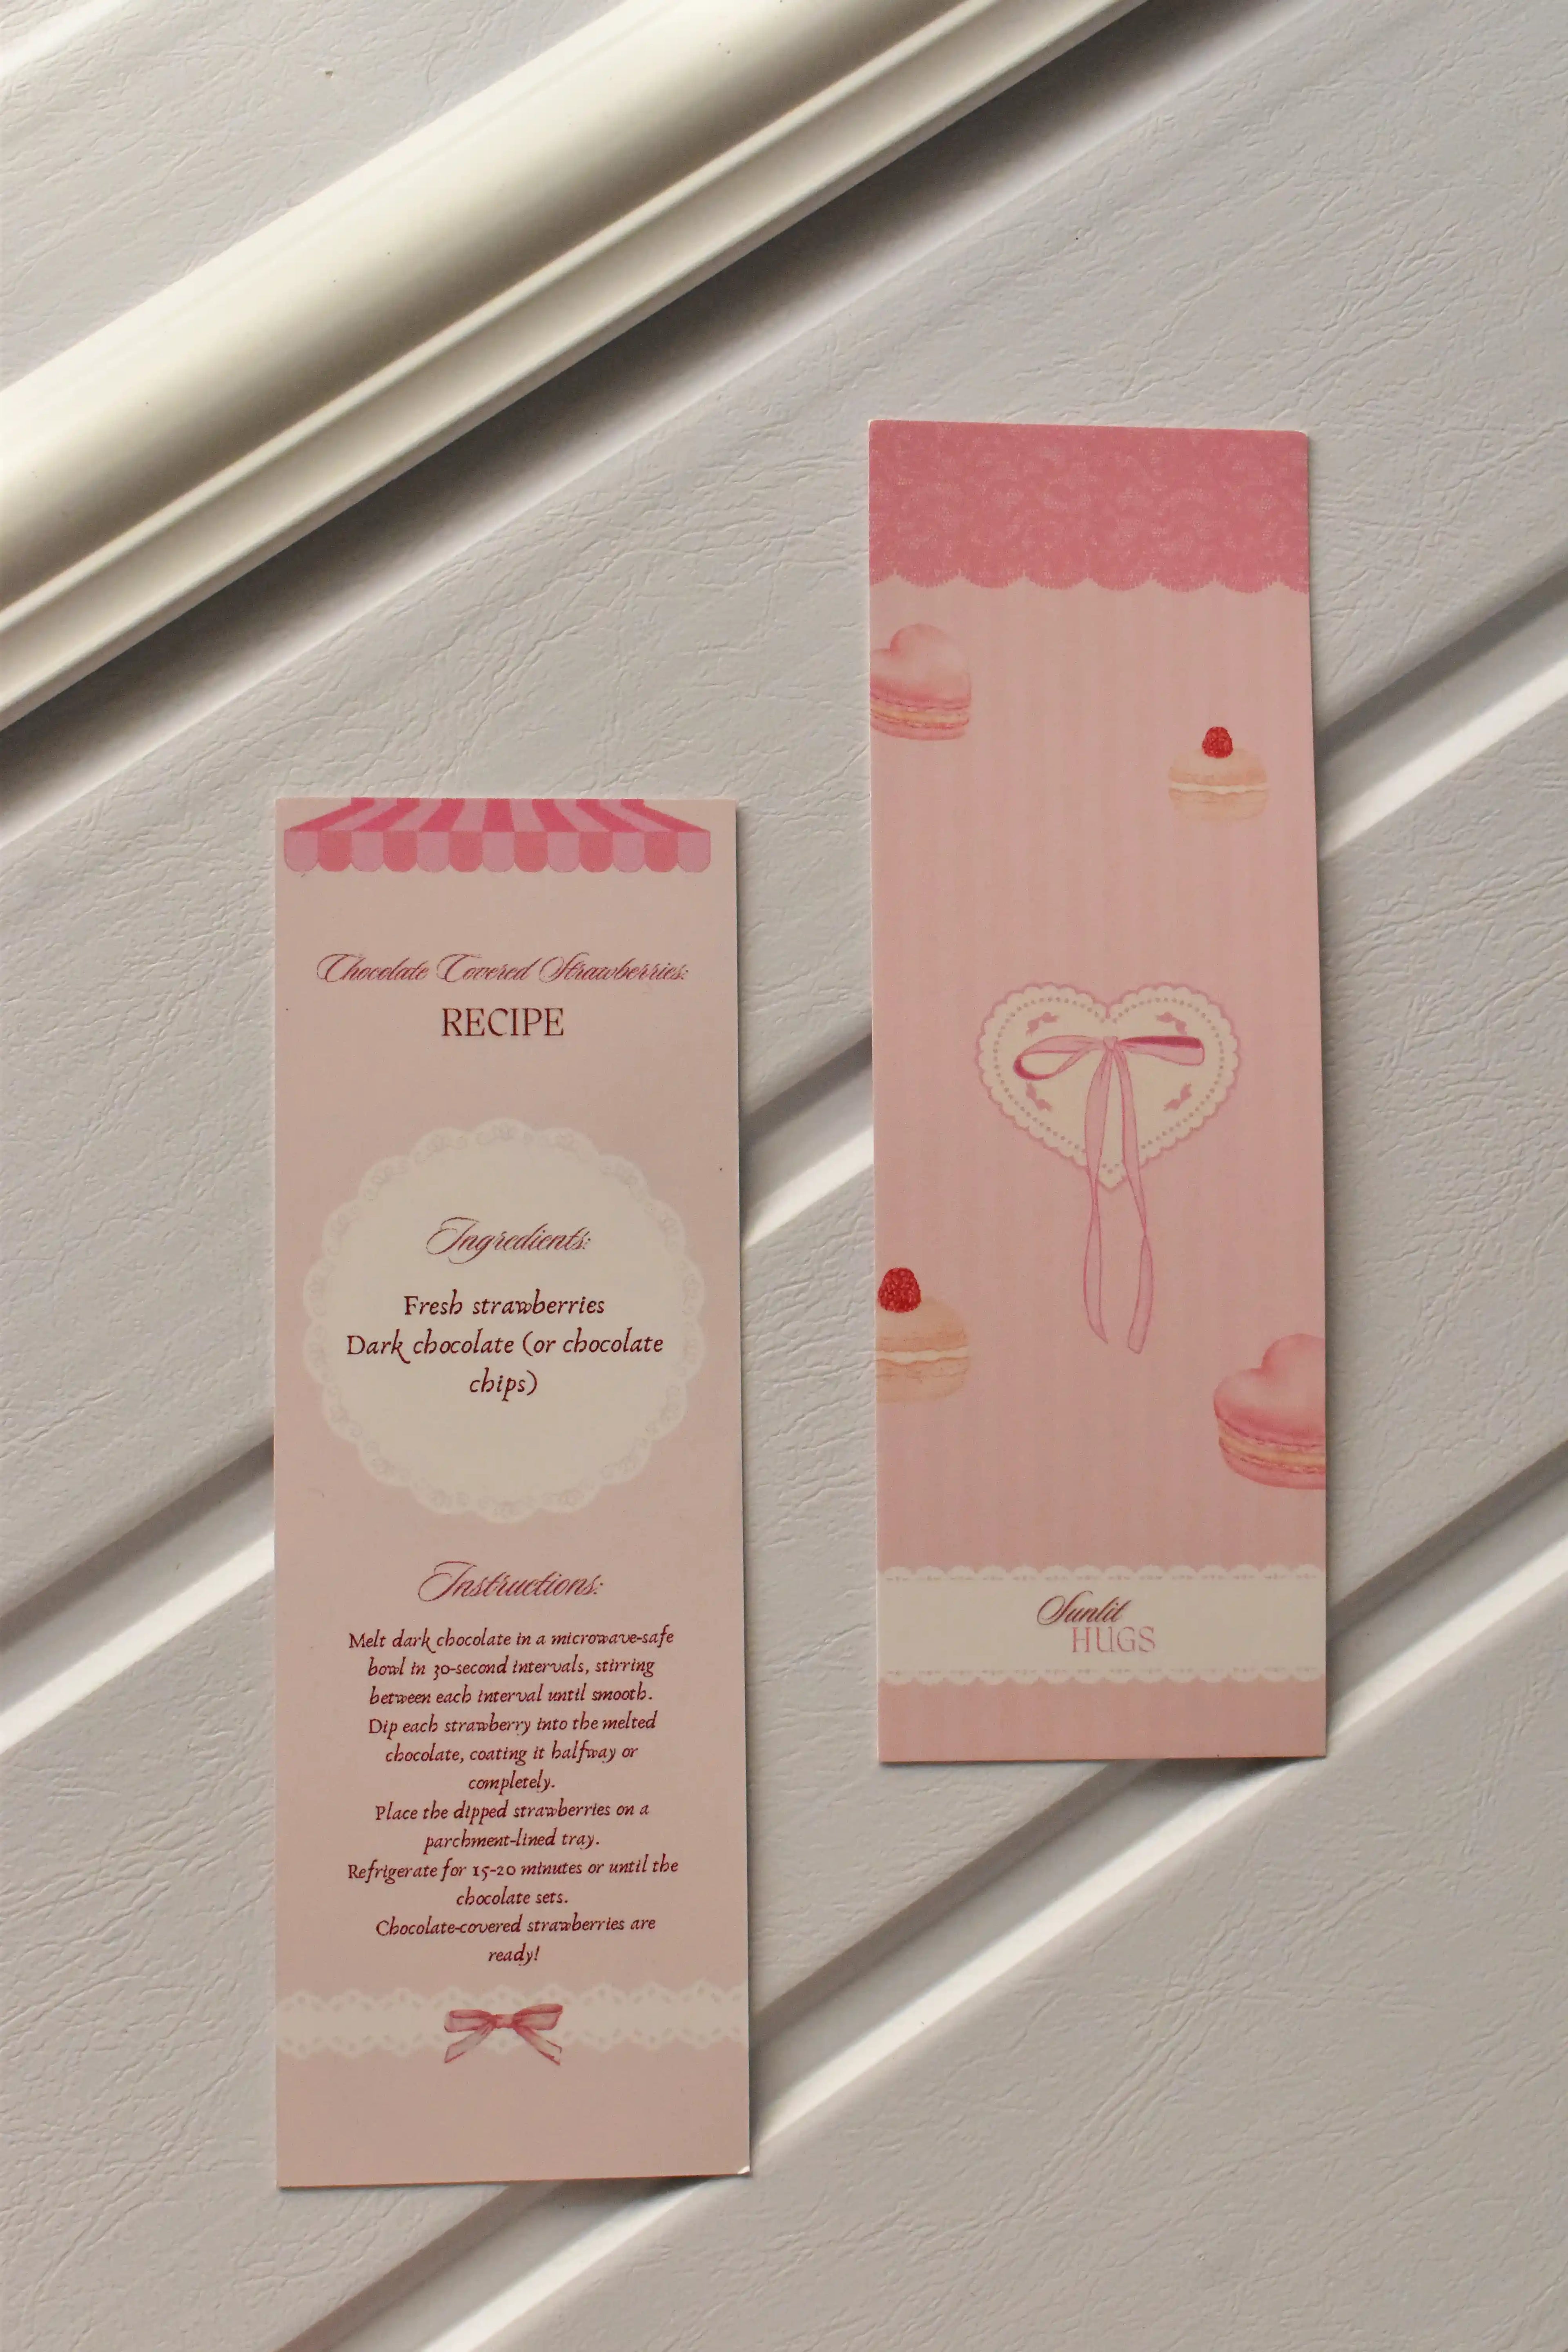 Chocolate Covered Strawberries:
RECIPE
Ingredients:
Fresh strawberries
Dark chocolate (or chocolate
chips)
Instructions:
Melt dark chocolate in a microwave-safe
bowl in 30-second intervals, stirring
between each interval until smooth.
Dip each strawberry into the melted
chocolate, coating it halfway or
completely.
Place the dipped strawberries on a
parchment-lined tray.
Refrigerate for 15-20 minutes or until the
chocolate sets.
Chocolate-covered strawberries are
ready!
Sunlit
HUGS